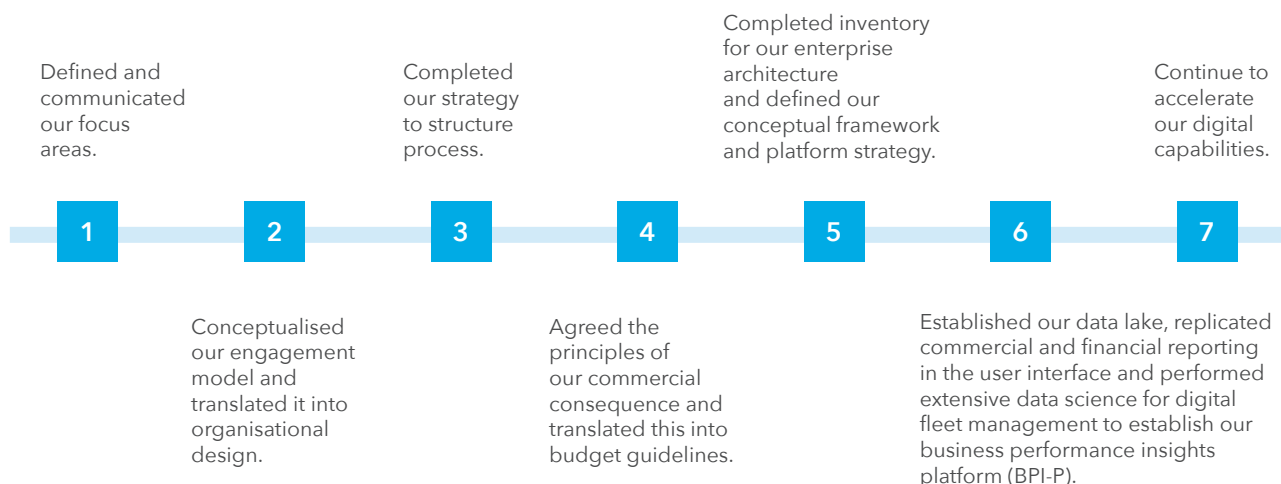 Defined and
communicated
our focus
areas.
Completed
our strategy
to structure
process.
Completed inventory
for our enterprise
architecture
and defined our
conceptual framework
and platform strategy.
Continue to
accelerate
our digital
capabilities.
1
2
3
4
5
6
7
Conceptualised
our engagement
model and
translated it into
organisational
design.
Agreed the
principles of
our commercial
consequence and
translated this into
budget guidelines.
Established our data lake, replicated
commercial and financial reporting
in the user interface and performed
extensive data science for digital
fleet management to establish our
business performance insights
platform (BPI-P).